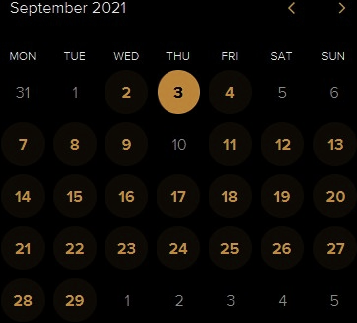 September 2021
MON TUE WED THU FRI SAT SUN
31 1 2 3 4 5 6
7 8 9 10 11 12 13
14 15 16 17 18 19 20
21 22 23 24 25 26 27
28 29 1 2 3 4 5